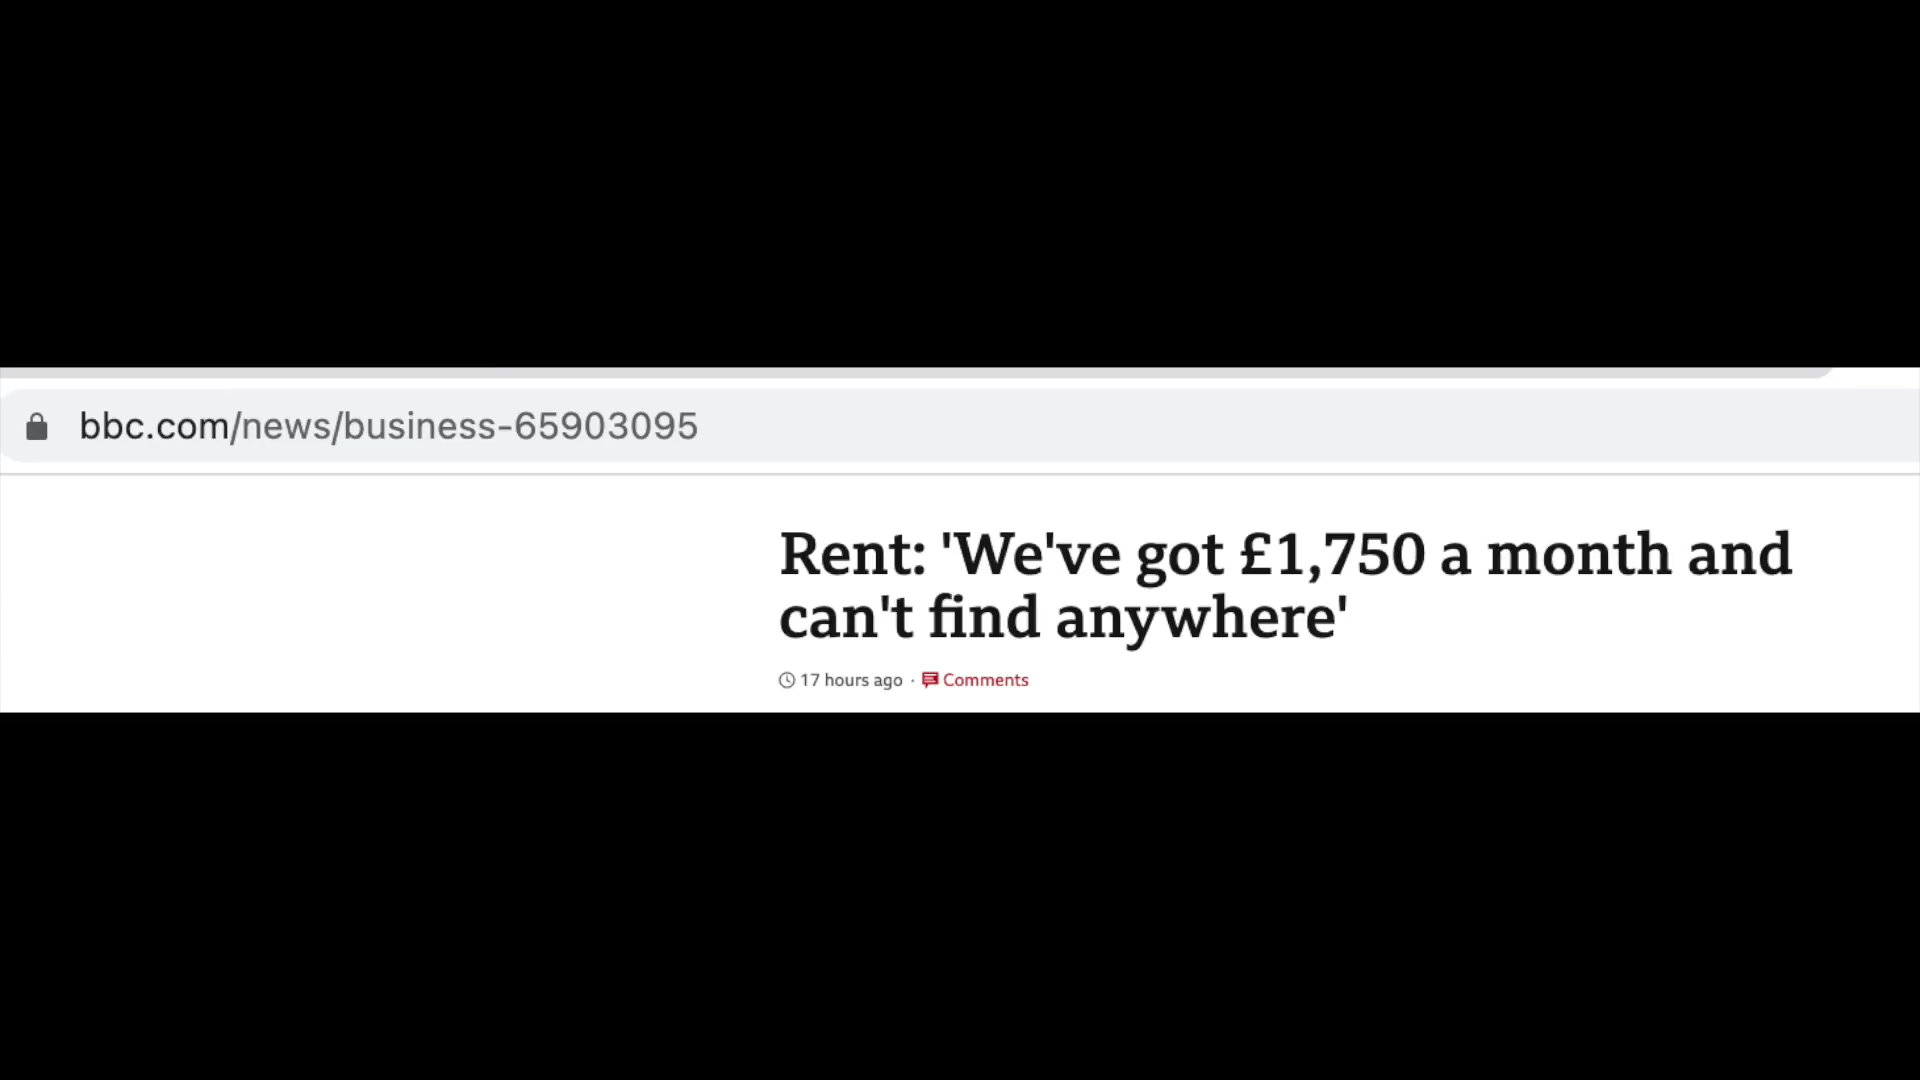 bbc.com/news/business-65903095
Rent: 'We've got £1,750 a month and
can't find anywhere'
17 hours ago · Comments